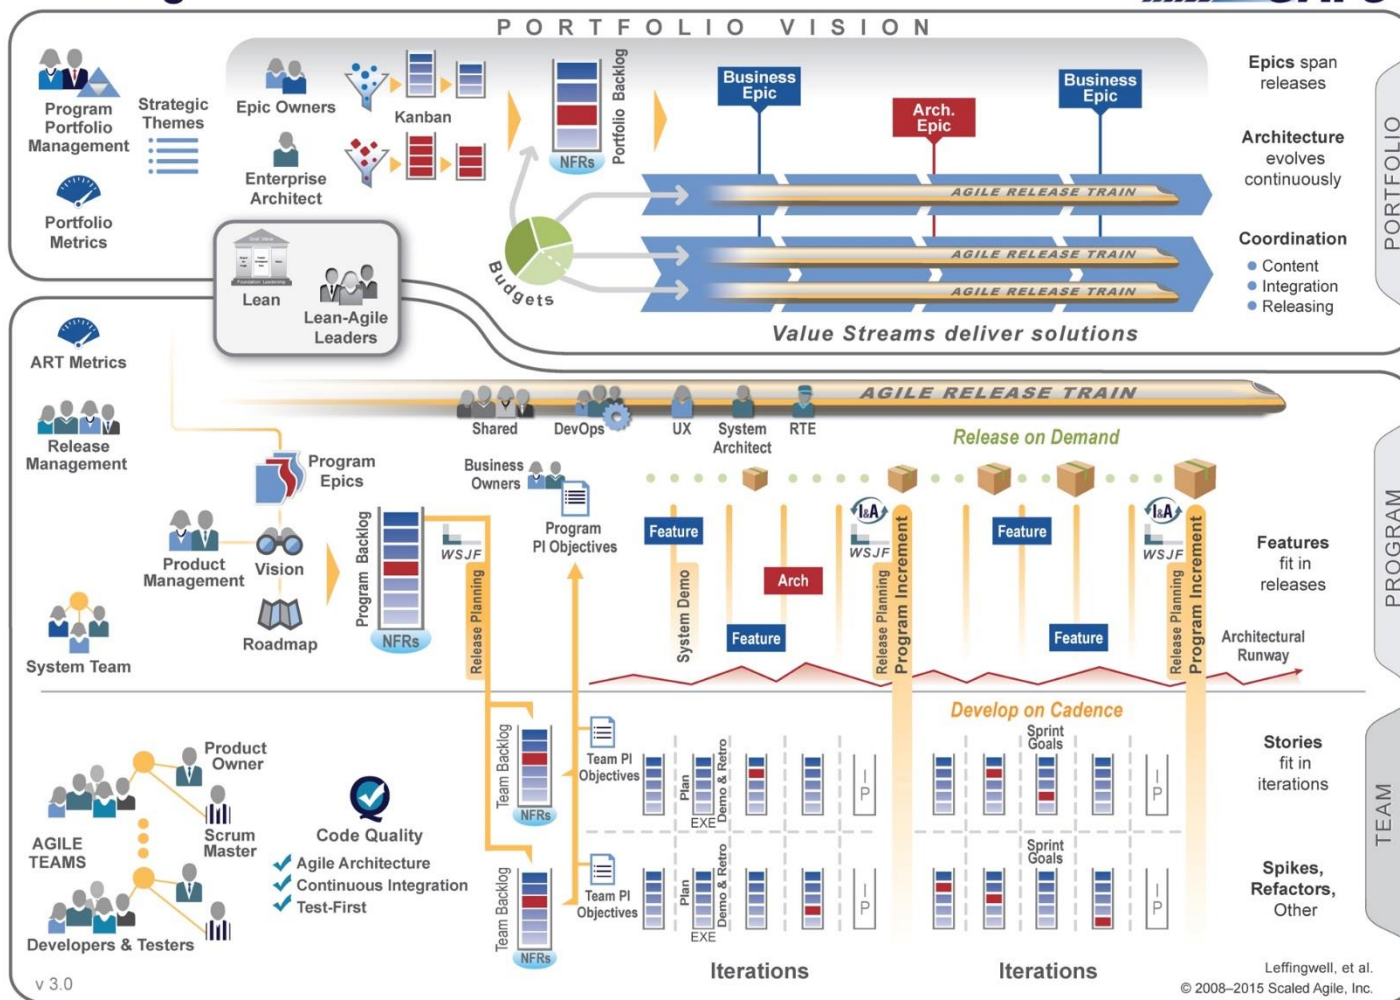 PORTFOLIO VISION
Program
Portfolio
Management
Strategic
Themes
Portfolio
Metrics
Epic Owners
Enterprise
Architect
Kanban
Portfolio Backlog
NFRs
Business
Epic
Arch.
Epic
Business
Epic
AGILE RELEASE TRAIN
AGILE RELEASE TRAIN
AGILE RELEASE TRAIN
Budgets
Value Streams deliver solutions
Epics span
releases
Architecture
evolves
continuously
Coordination
Content
Integration
Releasing
PORTFOLIO
Lean
Lean-Agile
Leaders
ART Metrics
Release
Management
Product
Management
System Team
Program
Epics
Vision
Roadmap
Program Backlog
NFRs
WSJF
Release Planning
AGILE RELEASE TRAIN
Shared
DevOps
UX
System
Architect
RTE
Business
Owners
Program
PI Objectives
Release on Demand
Feature
System Demo
Feature
Arch
I&A
WSJF
Release Planning
Program Increment
Feature
Feature
I&A
WSJF
Release Planning
Program Increment
Features
fit in
releases
Architectural
Runway
PROGRAM
Develop on Cadence
Product
Owner
Scrum
Master
AGILE
TEAMS
Developers & Testers
Code Quality
Agile Architecture
Continuous Integration
Test-First
Team Backlog
NFRs
Team PI
Objectives
Plan
EXE
Demo & Retro
I
P
Sprint
Goals
I
P
Team Backlog
NFRs
Team PI
Objectives
Plan
EXE
Demo & Retro
I
P
Sprint
Goals
I
P
Stories
fit in
iterations
Spikes,
Refactors,
Other
TEAM
Iterations
Iterations
v 3.0
Leffingwell, et al.
© 2008–2015 Scaled Agile, Inc.